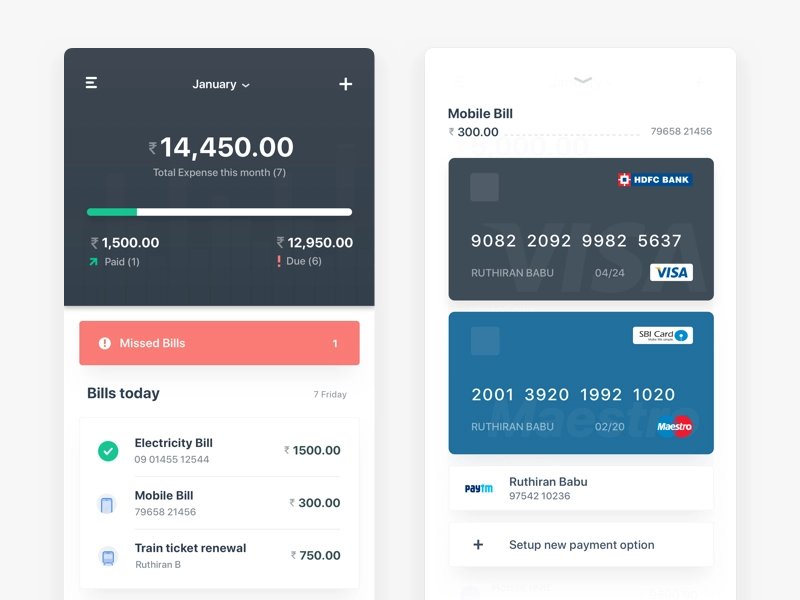 January
₹ 14,450.00
Total Expense this month (7)
₹ 1,500.00
Paid (1)
₹ 12,950.00
Due (6)
Missed Bills 1
Bills today
7 Friday
Electricity Bill
09 01455 12544
₹ 1500.00
Mobile Bill
79658 21456
₹ 300.00
Train ticket renewal
Ruthiran B
₹ 750.00
Mobile Bill
₹ 300.00
79658 21456
HDFC BANK
VISA
9082 2092 9982 5637
RUTHIRAN BABU 04/24 VISA
SBI Card
2001 3920 1992 1020
Maestro
RUTHIRAN BABU 02/20 Maestro
paytm
Ruthiran Babu
97542 10236
Setup new payment option